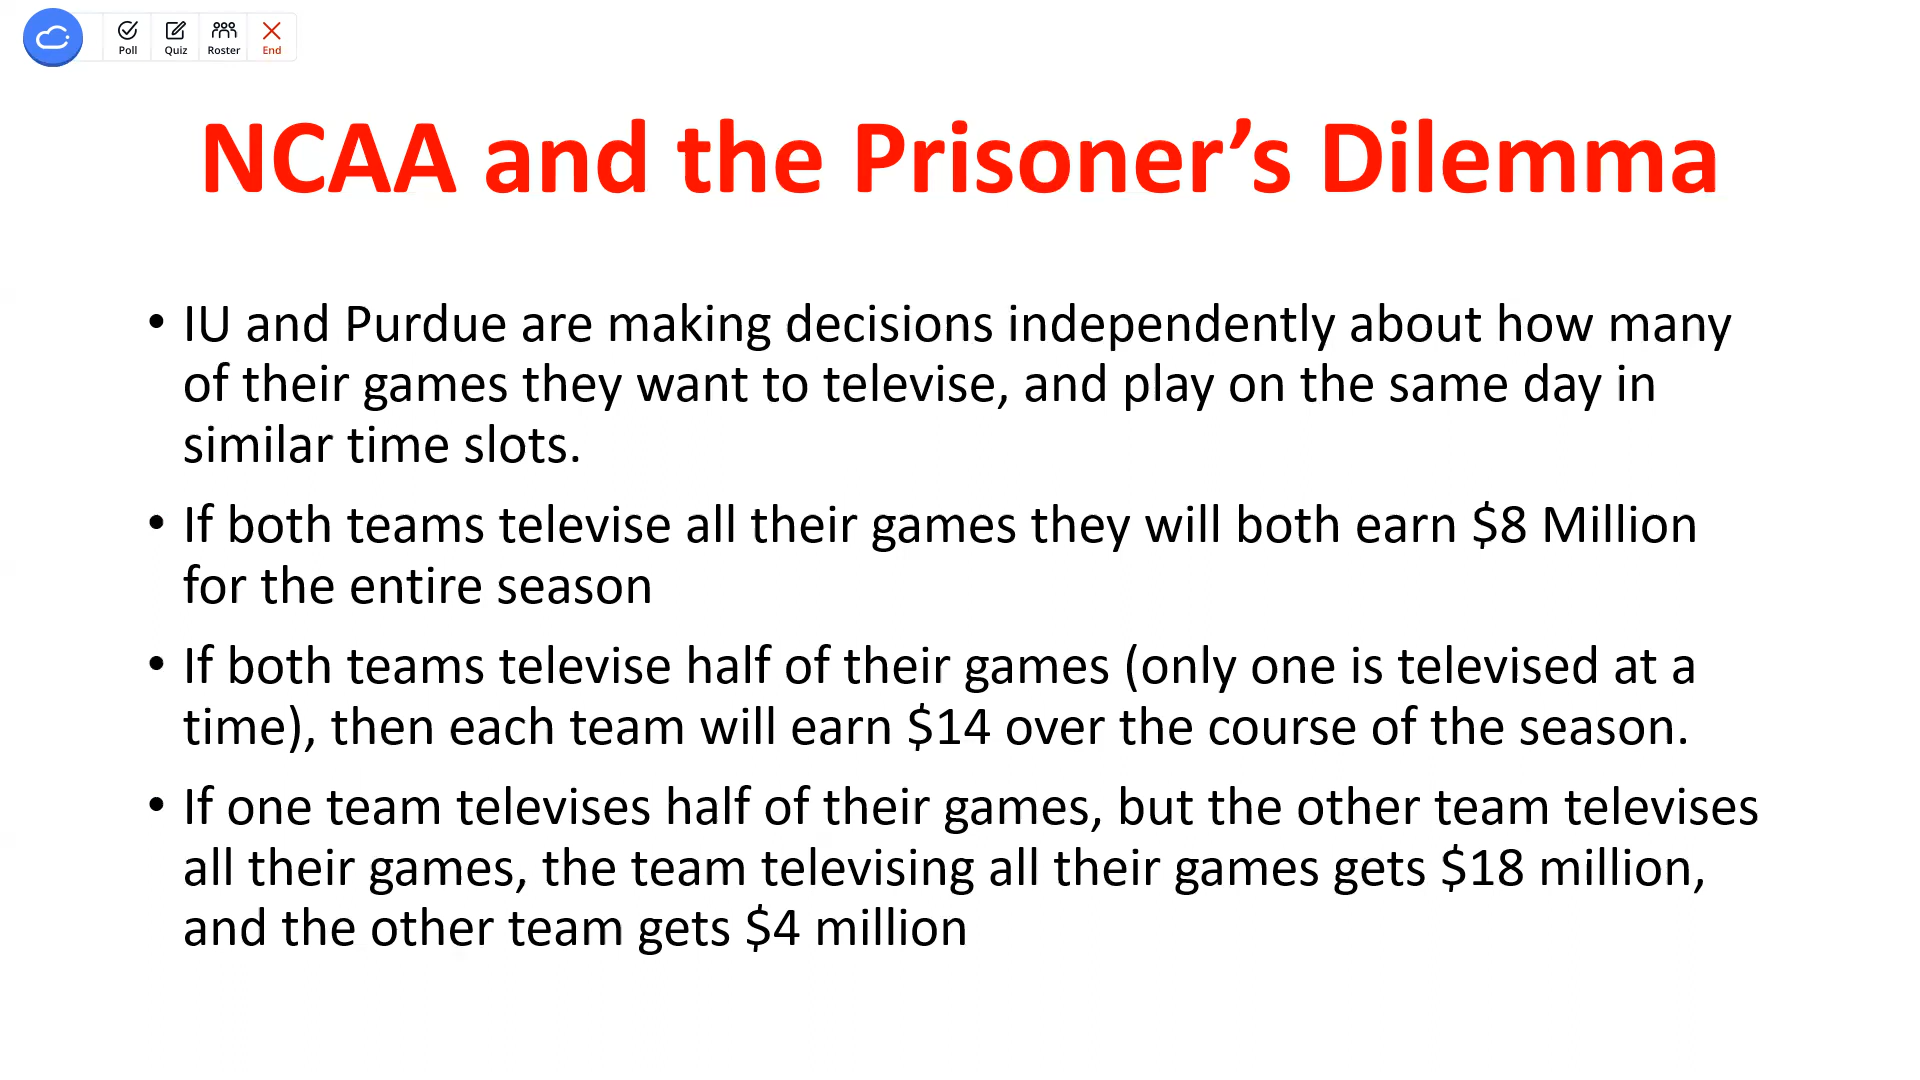 Poll Quiz Roster End
NCAA and the Prisoner’s Dilemma
• IU and Purdue are making decisions independently about how many
of their games they want to televise, and play on the same day in
similar time slots.
• If both teams televise all their games they will both earn $8 Million
for the entire season
• If both teams televise half of their games (only one is televised at a
time), then each team will earn $14 over the course of the season.
• If one team televises half of their games, but the other team televises
all their games, the team televising all their games gets $18 million,
and the other team gets $4 million